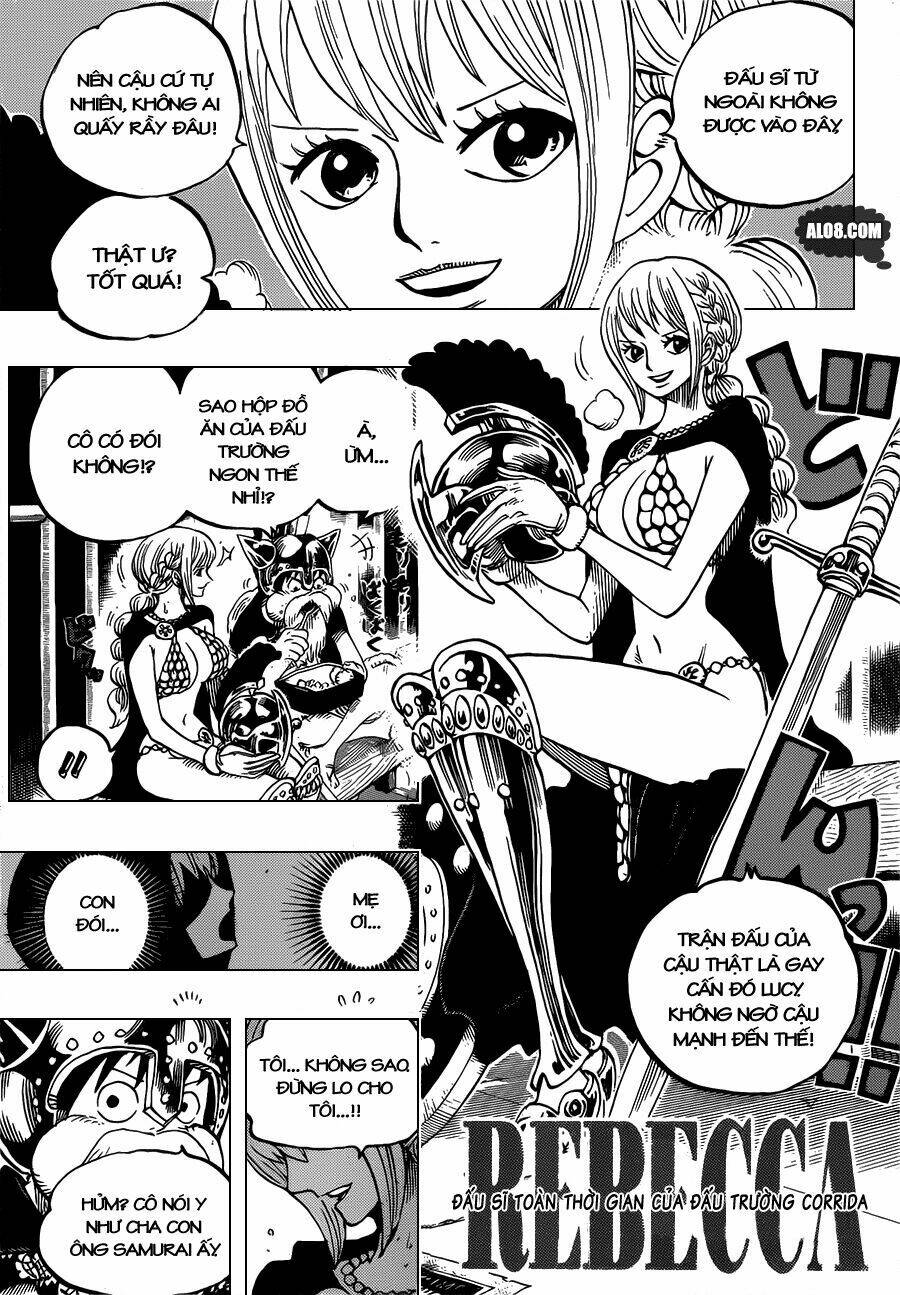 ĐẤU SĨ TỪ
NGOÀI KHÔNG
ĐƯỢC VÀO ĐÂY,
NÊN CẬU CỨ TỰ
NHIÊN, KHÔNG AI
QUẤY RẦY ĐÂU!
THẬT Ư?
TỐT QUÁ!
ALO8.COM
TRẬN ĐẤU CỦA
CẬU THẬT LÀ GAY
CẤN ĐÓ LUCY.
KHÔNG NGỜ CẬU
MẠNH ĐẾN THẾ!
REBECCA
ĐẤU SĨ TOÀN THỜI GIAN CỦA ĐẤU TRƯỜNG CORRIDA
À,
ỪM...
SAO HỘP ĐỒ
ĂN CỦA ĐẤU
TRƯỜNG
NGON THẾ
NHỈ!?
CÔ CÓ ĐÓI
KHÔNG!?
!!
MẸ
ƠI...
CON
ĐÓI...
TÔI... KHÔNG SAO.
ĐỪNG LO CHO
TÔI...!!
HỬM? CÔ NÓI Y
NHƯ CHA CON
ÔNG SAMURAI ẤY.